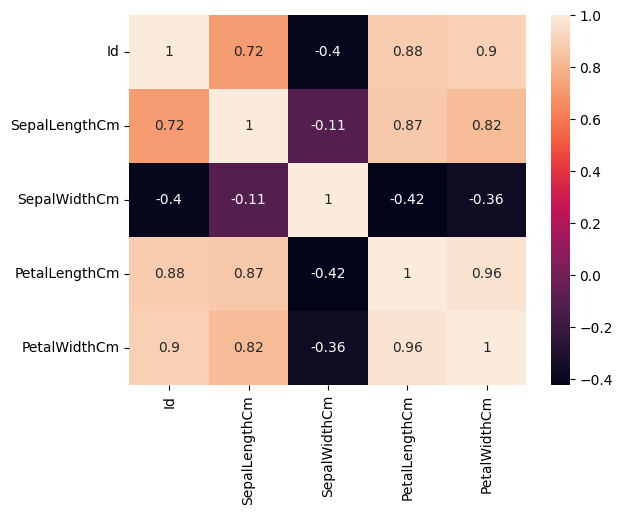 Id 1 0.72 -0.4 0.88 0.9
SepalLengthCm 0.72 1 -0.11 0.87 0.82
SepalWidthCm -0.4 -0.11 1 -0.42 -0.36
PetalLengthCm 0.88 0.87 -0.42 1 0.96
PetalWidthCm 0.9 0.82 -0.36 0.96 1
Id
SepalLengthCm
SepalWidthCm
PetalLengthCm
PetalWidthCm
1.0
0.8
0.6
0.4
0.2
0.0
−0.2
−0.4